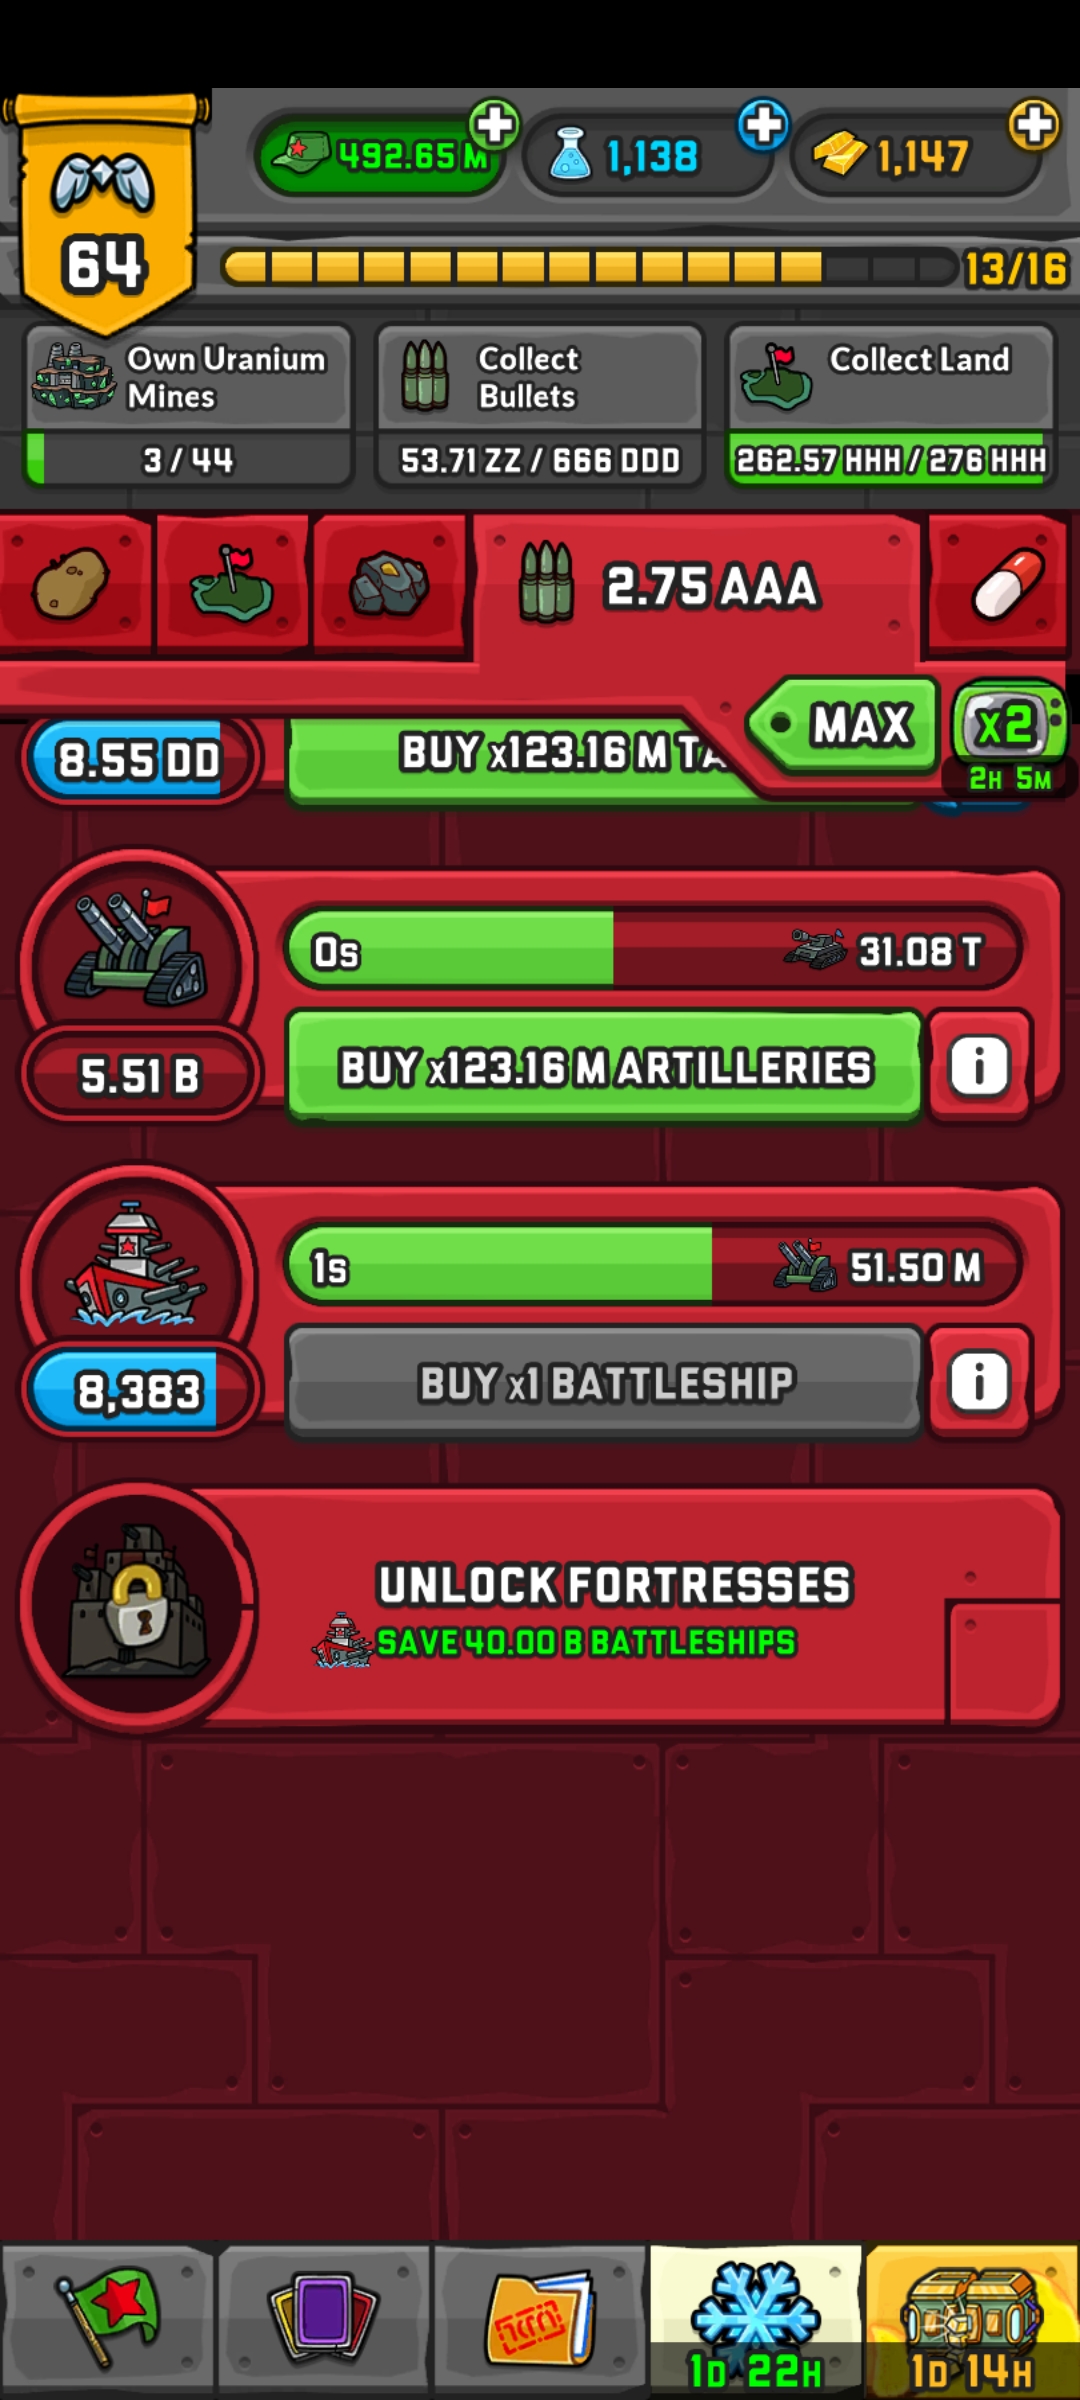 492.65 M
1,138
1,147
64
13/16
Own Uranium
Mines
3 / 44
Collect
Bullets
53.71 ZZ / 666 DDD
Collect Land
262.57 HHH / 276 HHH
2.75 AAA
MAX
x2
2H 5M
8.55 DD
BUY x123.16 M TA
0s
31.08 T
5.51 B
BUY x123.16 M ARTILLERIES
i
1s
51.50 M
8,383
BUY x1 BATTLESHIP
i
UNLOCK FORTRESSES
SAVE 40.00 B BATTLESHIPS
1D 22H
1D 14H